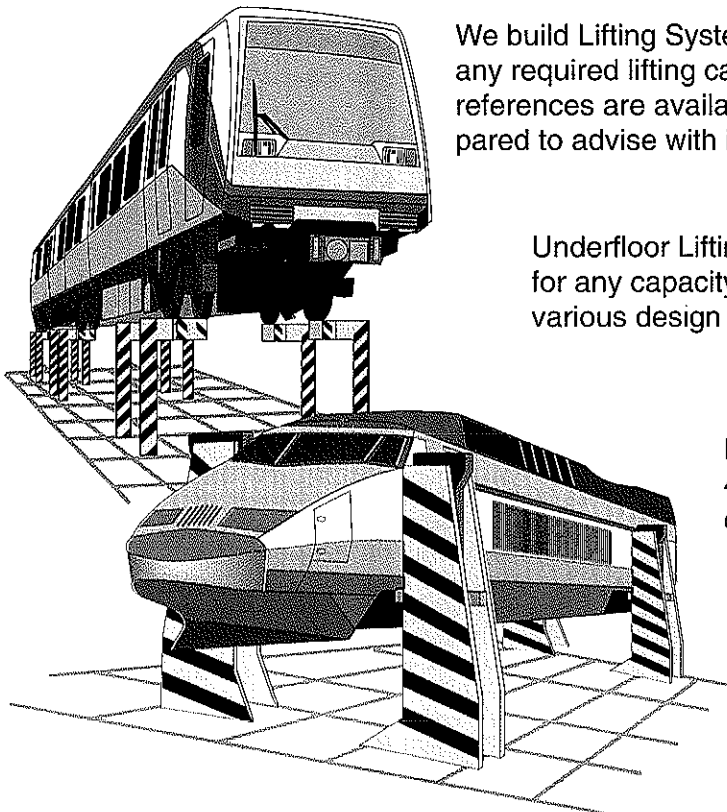 We build Lifting Syste
any required lifting ca
references are availa
pared to advise with i
Underfloor Liftin
for any capacity
various design